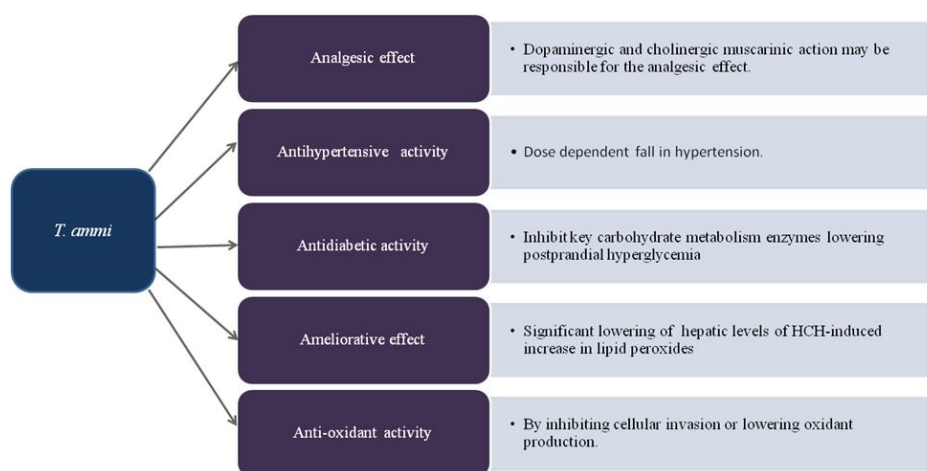 T. ammi
Analgesic effect
• Dopaminergic and cholinergic muscarinic action may be
responsible for the analgesic effect.
Antihypertensive activity
• Dose dependent fall in hypertension.
Antidiabetic activity
• Inhibit key carbohydrate metabolism enzymes lowering
postprandial hyperglycemia
Ameliorative effect
• Significant lowering of hepatic levels of HCH-induced
increase in lipid peroxides
Anti-oxidant activity
• By inhibiting cellular invasion or lowering oxidant
production.